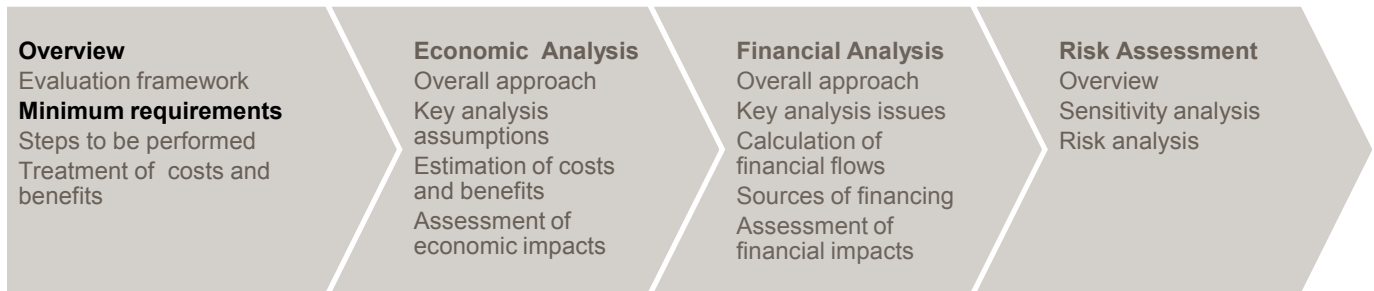 Overview
Evaluation framework
Minimum requirements
Steps to be performed
Treatment of costs and
benefits
Economic Analysis
Overall approach
Key analysis
assumptions
Estimation of costs
and benefits
Assessment of
economic impacts
Financial Analysis
Overall approach
Key analysis issues
Calculation of
financial flows
Sources of financing
Assessment of
financial impacts
Risk Assessment
Overview
Sensitivity analysis
Risk analysis